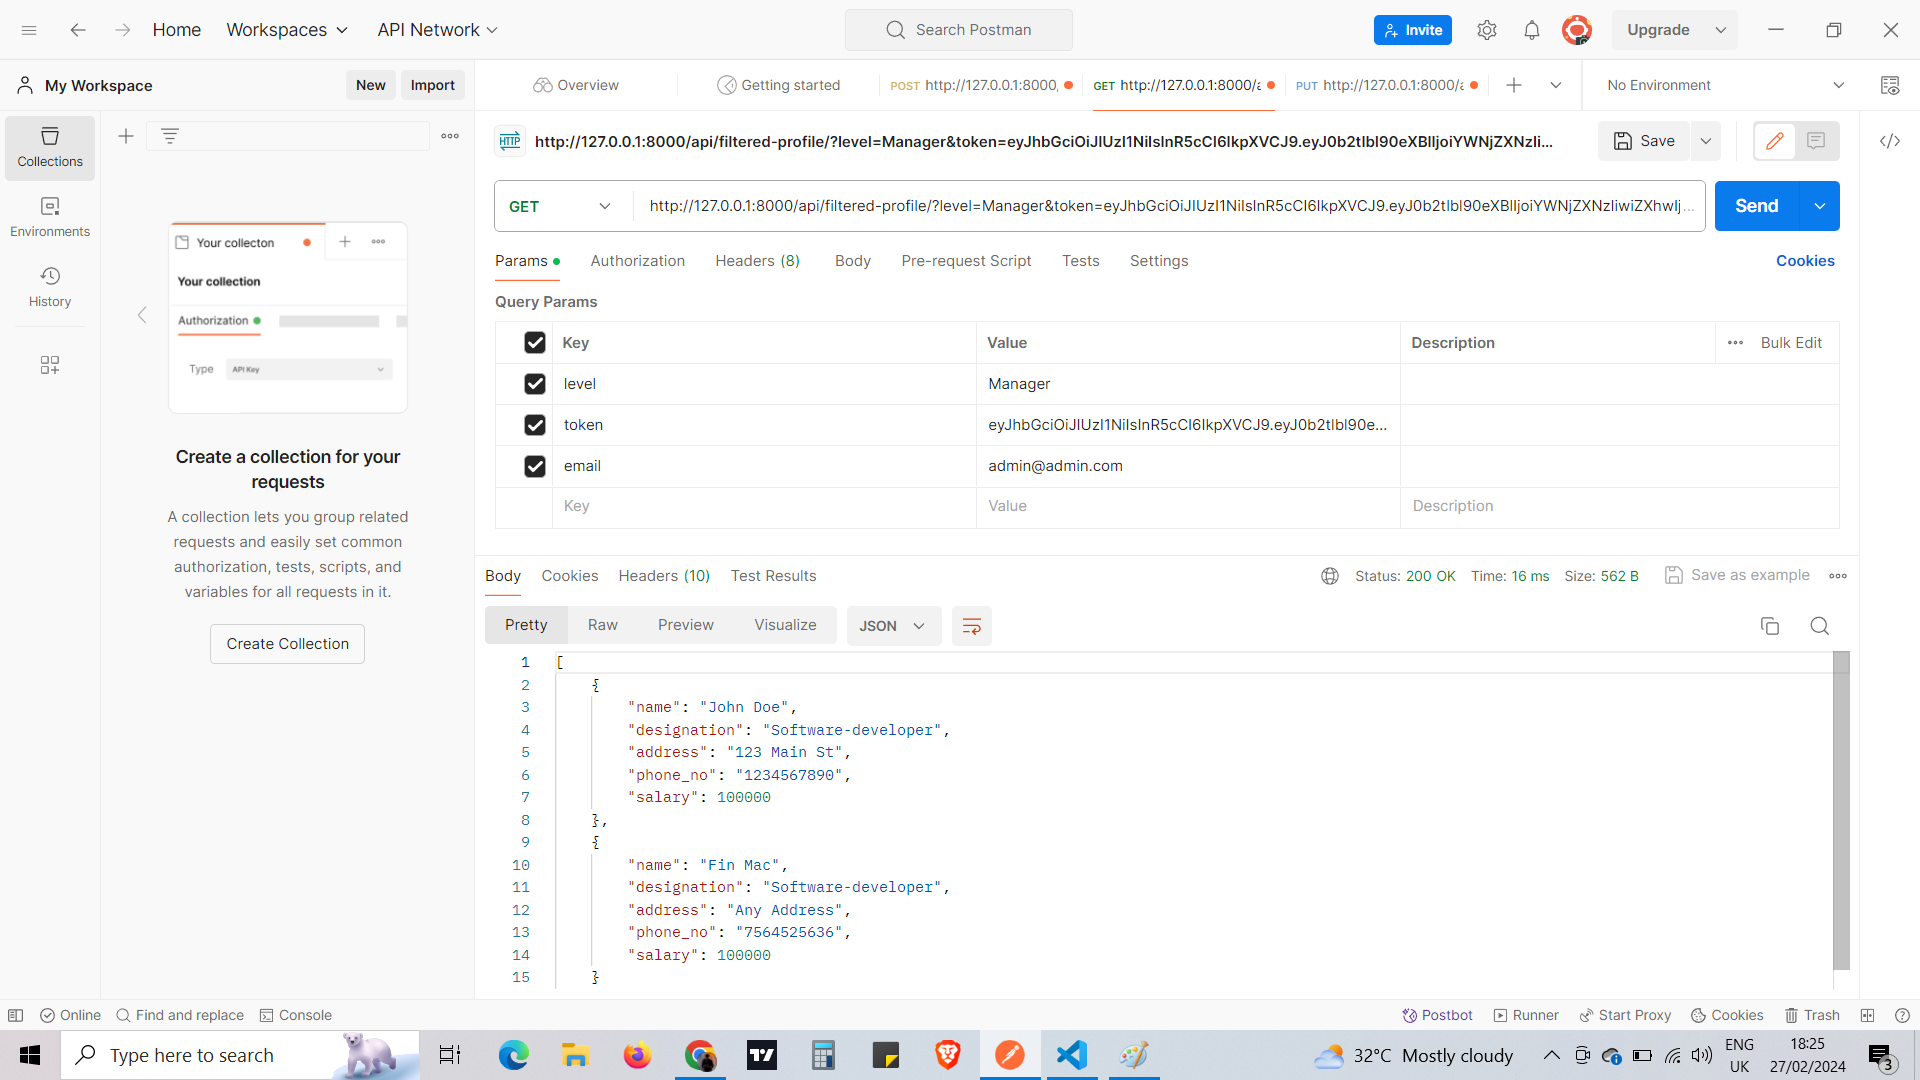 Home
Workspaces
API Network
Search Postman
Invite
Upgrade
My Workspace
New
Import
Overview
Getting started
POST http://127.0.0.1:8000/
GET http://127.0.0.1:8000/a
PUT http://127.0.0.1:8000/a
No Environment
Collections
Environments
History
Your collecton
Your collection
Authorization
Type
API Key
Create a collection for your
requests
A collection lets you group related
requests and easily set common
authorization, tests, scripts, and
variables for all requests in it.
Create Collection
HTTP
http://127.0.0.1:8000/api/filtered-profile/?level=Manager&token=eyJhbGciOiJIUzI1NiIsInR5cCI6IkpXVCJ9.eyJ0b2tlbl90eXBlIjoiYWNjZXNzIi...
Save
GET
http://127.0.0.1:8000/api/filtered-profile/?level=Manager&token=eyJhbGciOiJIUzI1NiIsInR5cCI6IkpXVCJ9.eyJ0b2tlbl90eXBlIjoiYWNjZXNzIiwiZXhwIj...
Send
Params
Authorization
Headers (8)
Body
Pre-request Script
Tests
Settings
Cookies
Query Params
Key Value Description Bulk Edit
level Manager
token eyJhbGciOiJIUzI1NiIsInR5cCI6IkpXVCJ9.eyJ0b2tlbl90e...
email admin@admin.com
Key Value Description
Body
Cookies
Headers (10)
Test Results
Status: 200 OK Time: 16 ms Size: 562 B
Save as example
Pretty
Raw
Preview
Visualize
JSON
1 [
2 {
3 "name": "John Doe",
4 "designation": "Software-developer",
5 "address": "123 Main St",
6 "phone_no": "1234567890",
7 "salary": 100000
8 },
9 {
10 "name": "Fin Mac",
11 "designation": "Software-developer",
12 "address": "Any Address",
13 "phone_no": "7564525636",
14 "salary": 100000
15 }
Online
Find and replace
Console
Postbot
Runner
Start Proxy
Cookies
Trash
Type here to search
32°C Mostly cloudy
ENG
UK
18:25
27/02/2024
3